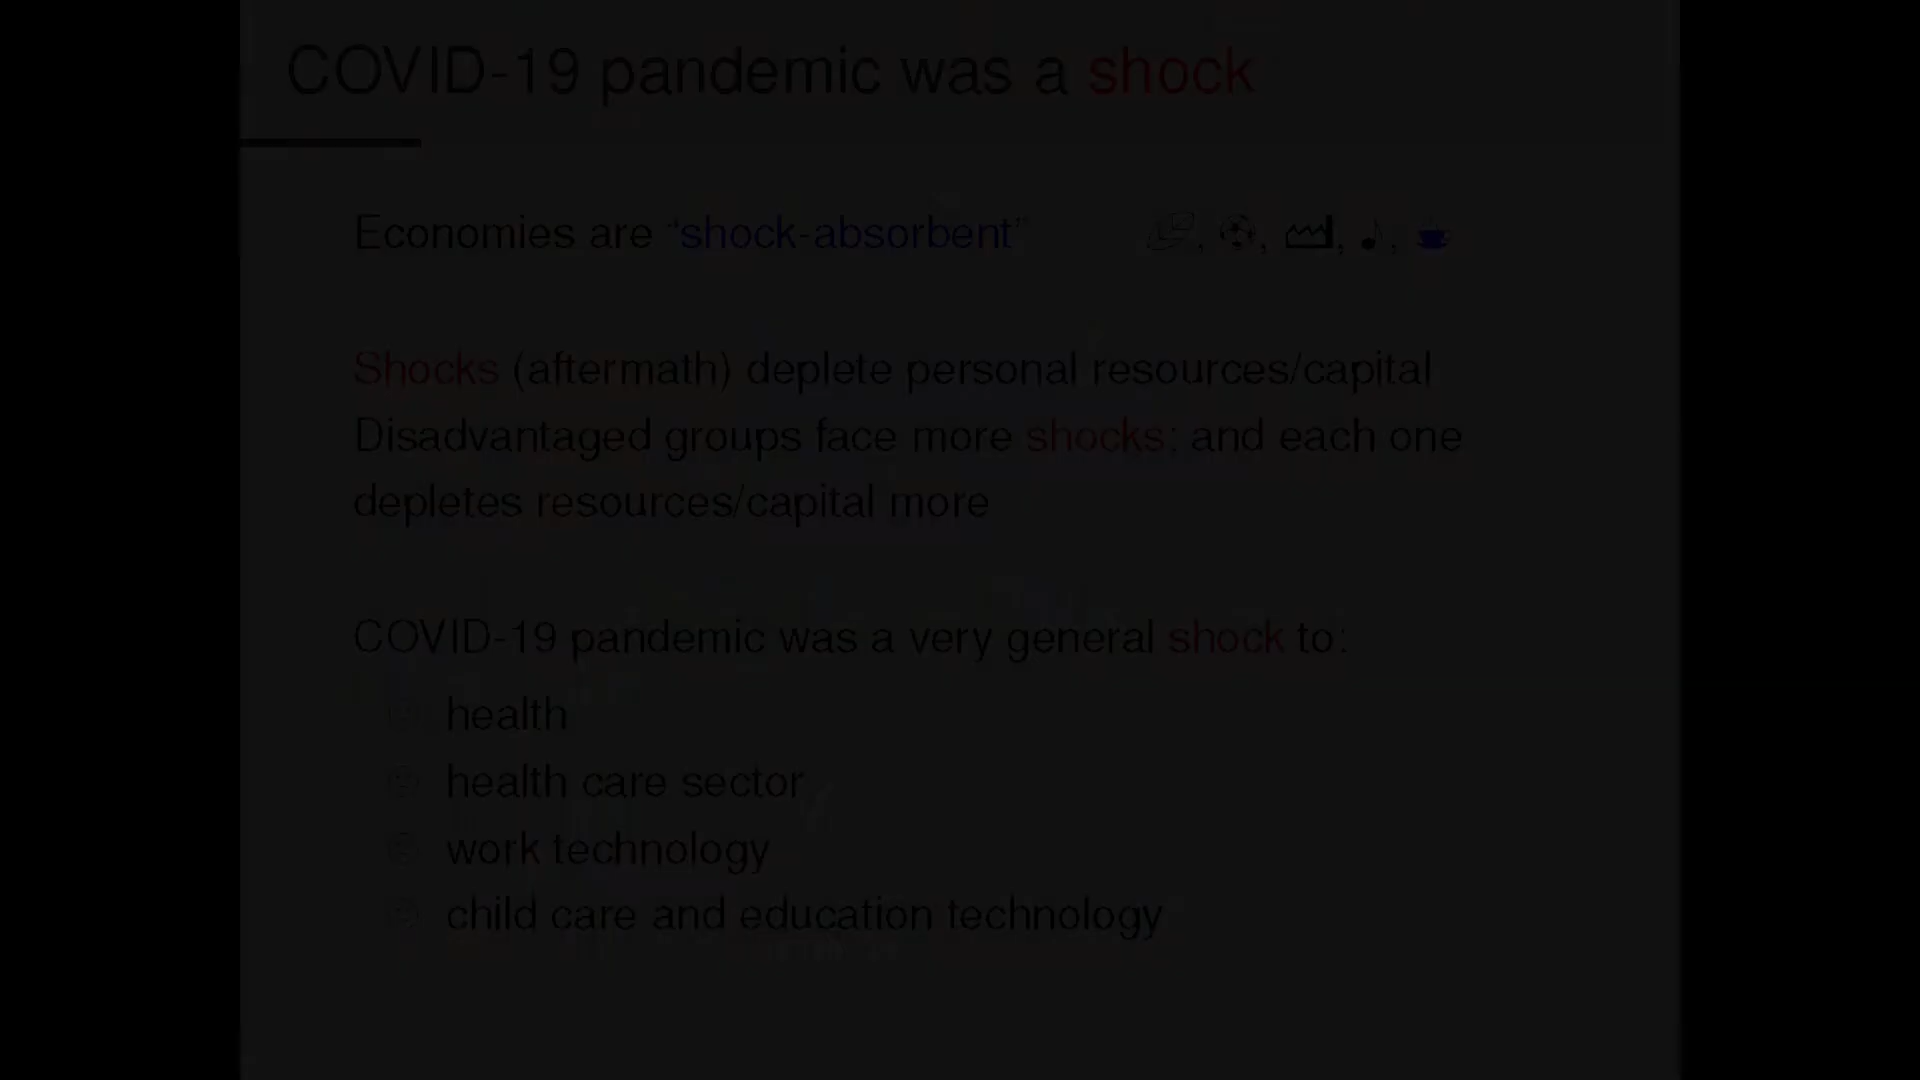 COVID-19 pandemic was a shock
Economies are “shock-absorbent”
Shocks (aftermath) deplete personal resources/capital
Disadvantaged groups face more shocks: and each one
depletes resources/capital more
COVID-19 pandemic was a very general shock to:
health
health care sector
work technology
child care and education technology